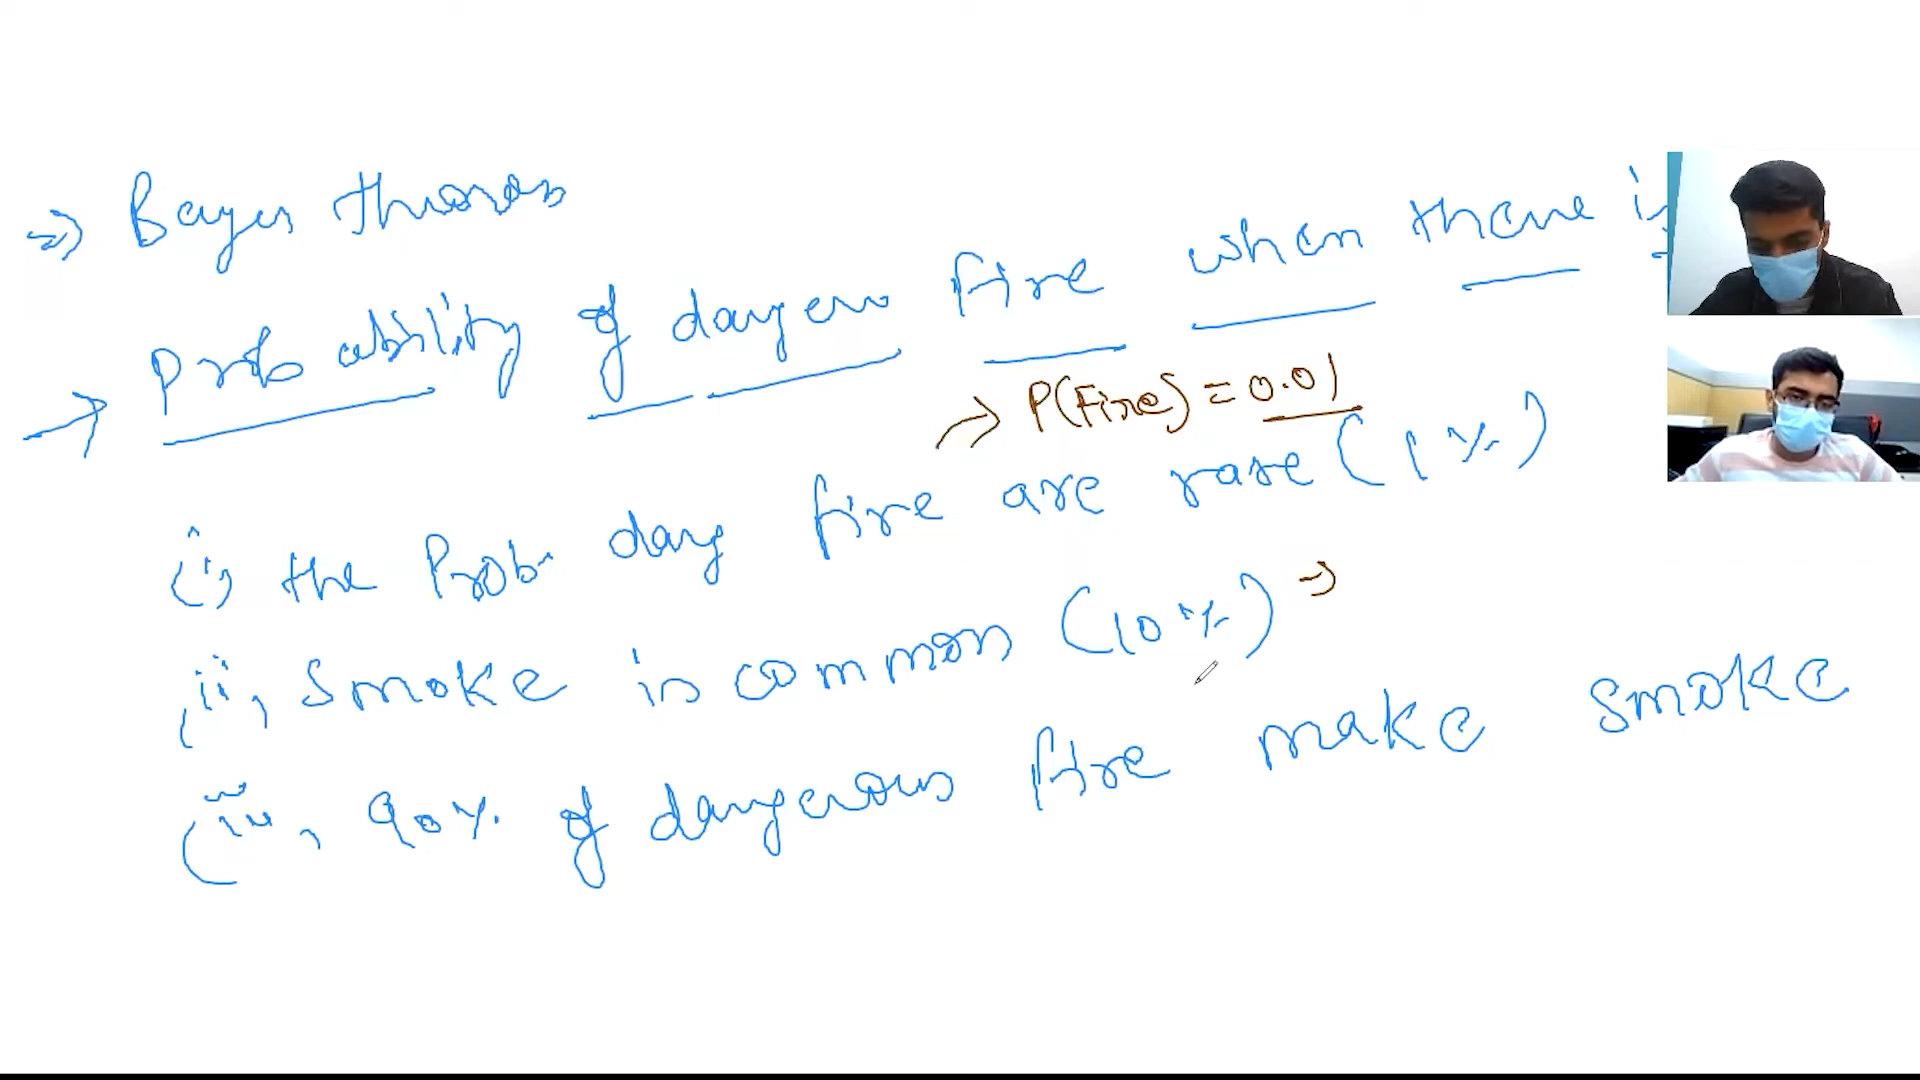 => Bayes theorem
→ Probability of dangerou fire when there is
→ P(Fire) = 0.01
(i) the Prob. dang fire are rare (1%)
(ii, Smoke is common (10%) →
(iii, 90% of dangerous fire make smoke